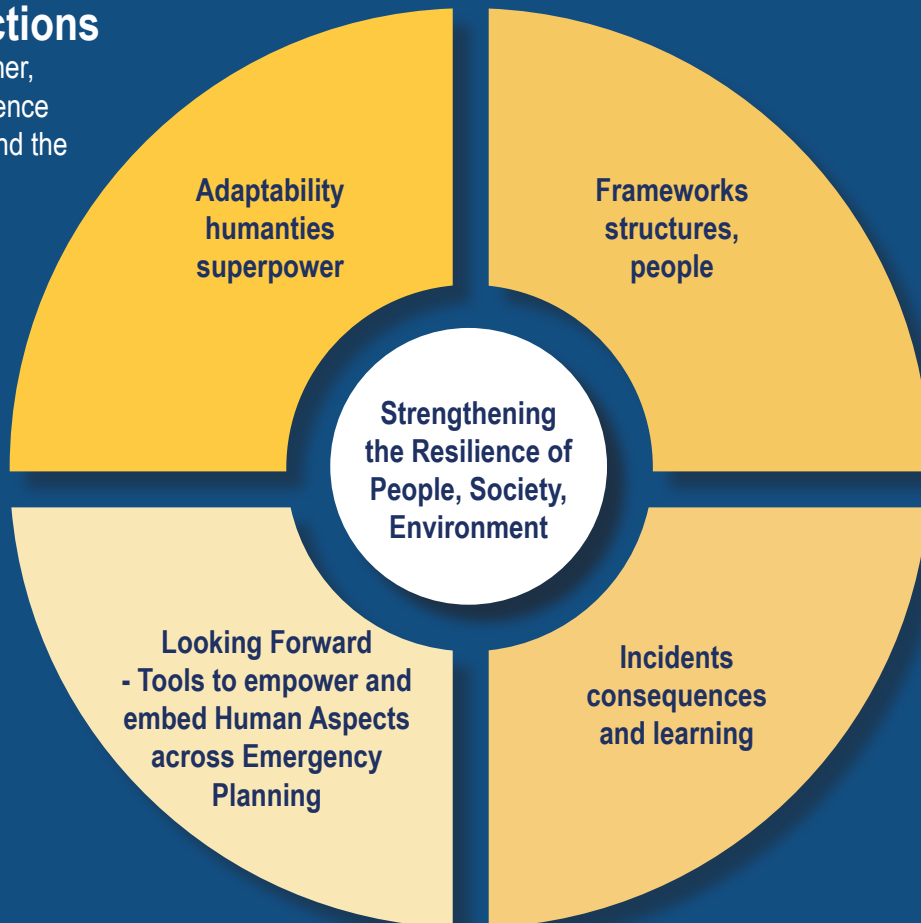 ctions
her,
ence
nd the
Adaptability
humanties
superpower
Frameworks
structures,
people
Strengthening
the Resilience of
People, Society,
Environment
Looking Forward
- Tools to empower and
embed Human Aspects
across Emergency
Planning
Incidents
consequences
and learning